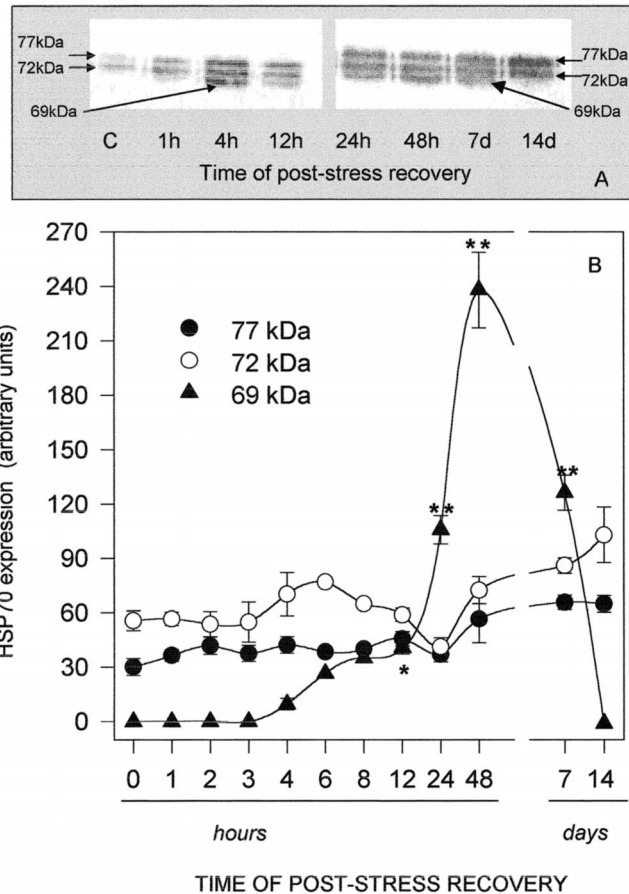 77kDa
72kDa
69kDa
77kDa
72kDa
69kDa
C 1h 4h 12h 24h 48h 7d 14d
Time of post-stress recovery
A
B
HSP70 expression (arbitrary units)
270
240
210
180
150
120
90
60
30
0
77 kDa
72 kDa
69 kDa
**
**
**
*
0 1 2 3 4 6 8 12 24 48 7 14
hours days
TIME OF POST-STRESS RECOVERY